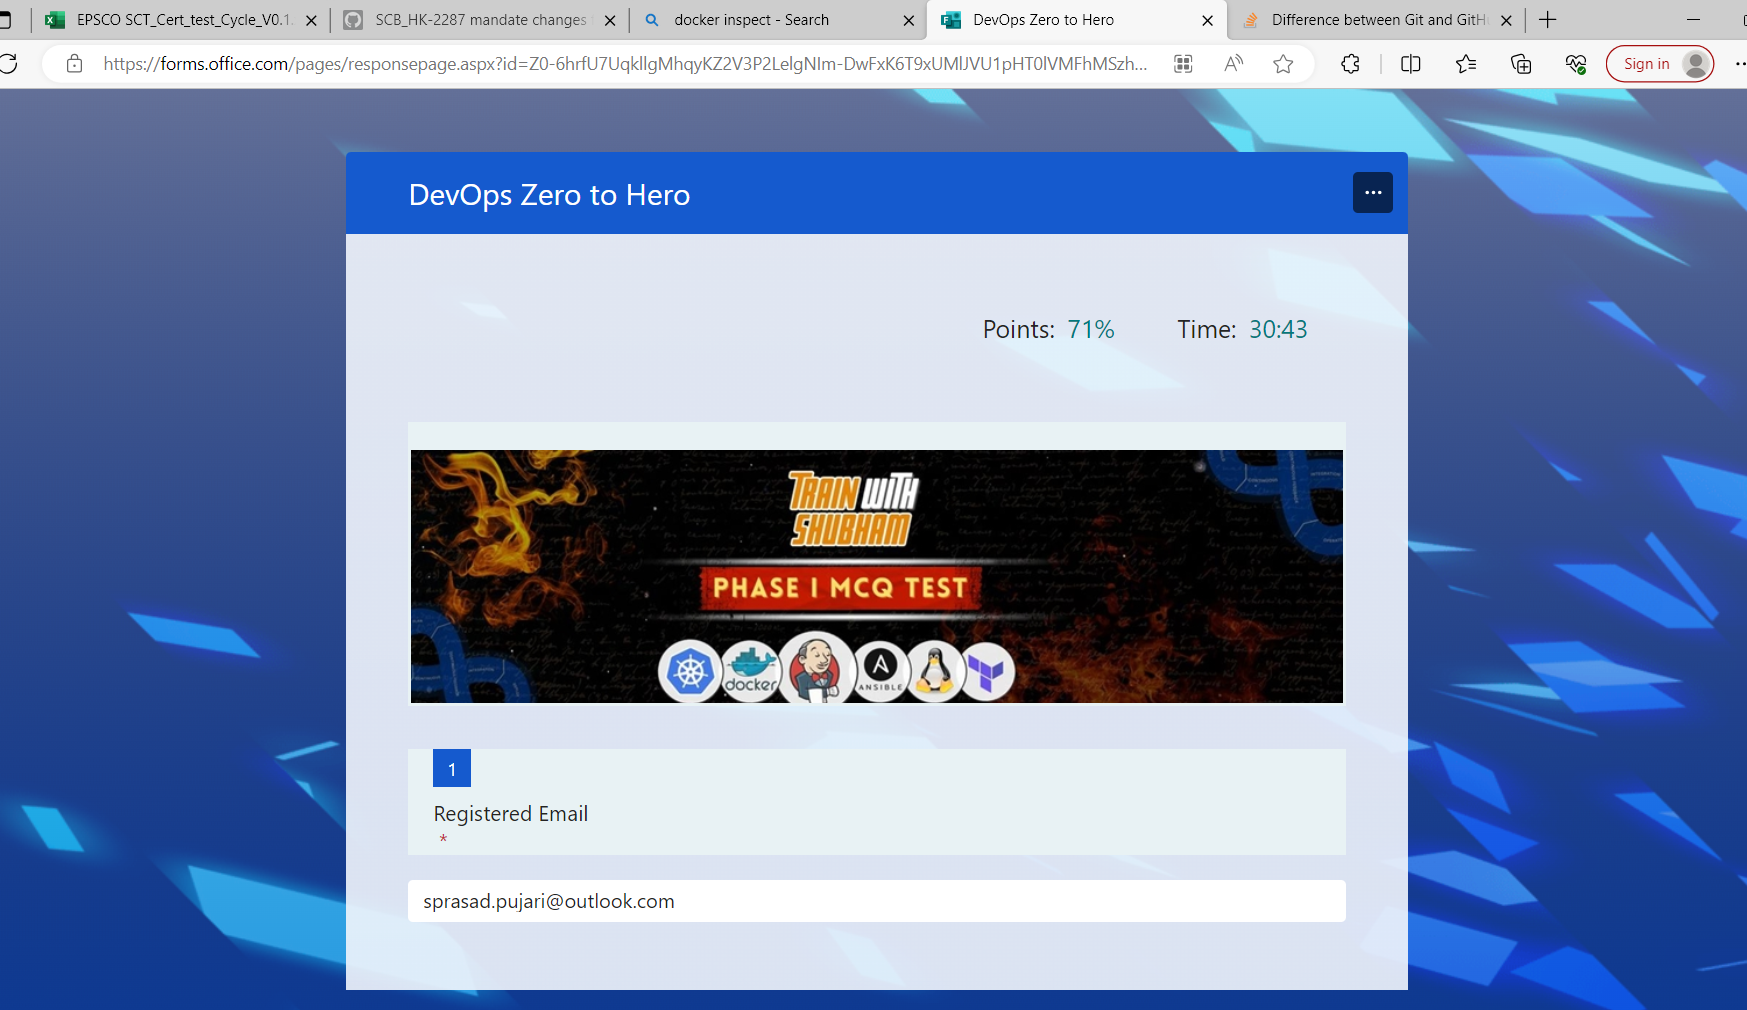 EPSCO SCT_Cert_test_Cycle_V0.1
SCB_HK-2287 mandate changes
docker inspect - Search
DevOps Zero to Hero
Difference between Git and GitH
https://forms.office.com/pages/responsepage.aspx?id=Z0-6hrfU7UqkllgMhqyKZ2V3P2LelgNIm-DwFxK6T9xUMlJVU1pHT0lVMFhMSzh...
Sign in
DevOps Zero to Hero
Points: 71%
Time: 30:43
TRAIN WITH
SHUBHAM
PHASE I MCQ TEST
docker
ANSIBLE
1
Registered Email
*
sprasad.pujari@outlook.com